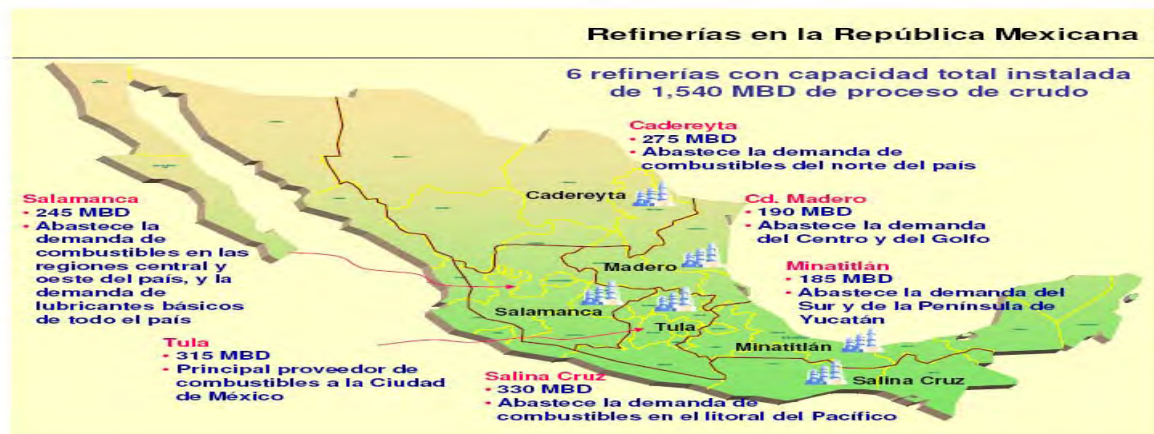 Refinerías en la República Mexicana
6 refinerías con capacidad total instalada
de 1,540 MBD de proceso de crudo
Cadereyta
• 275 MBD
• Abastece la demanda de
combustibles del norte del país
Cadereyta
Salamanca
• 245 MBD
• Abastece la
demanda de
combustibles en las
regiones central y
oeste del país, y la
demanda de
lubricantes básicos
de todo el país
Cd. Madero
• 190 MBD
• Abastece la demanda
del Centro y del Golfo
Madero
Minatitlán
• 185 MBD
• Abastece la demanda del
Sur y de la Península de
Yucatán
Salamanca
Tula
Minatitlán
Tula
• 315 MBD
• Principal proveedor de
combustibles a la Ciudad
de México
Salina Cruz
• 330 MBD
• Abastece la demanda de
combustibles en el litoral del Pacífico
Salina Cruz